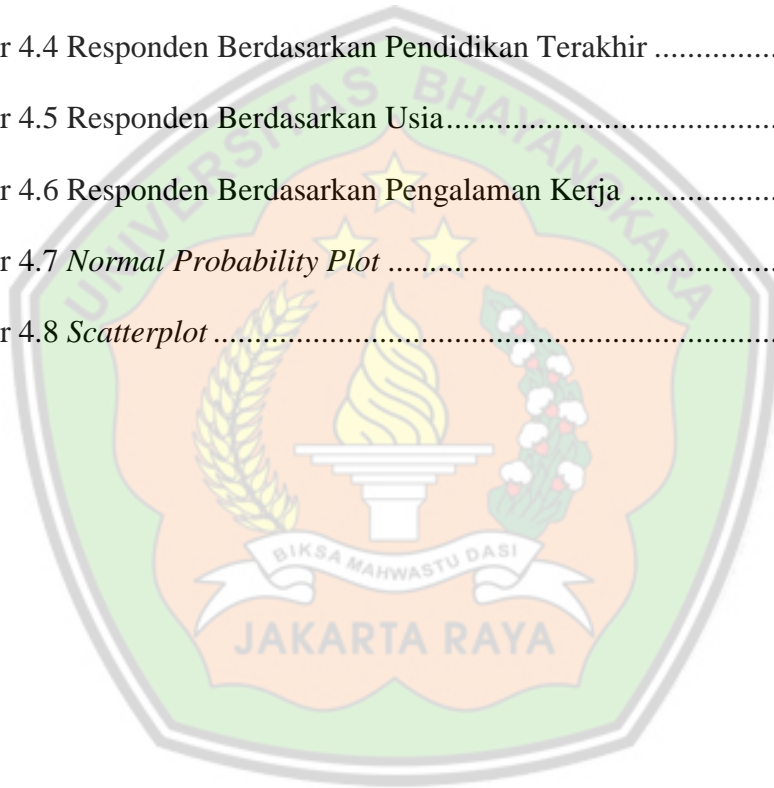 r 4.4 Responden Berdasarkan Pendidikan Terakhir ...............
r 4.5 Responden Berdasarkan Usia........................................
r 4.6 Responden Berdasarkan Pengalaman Kerja ..................
r 4.7 Normal Probability Plot ................................................
r 4.8 Scatterplot .....................................................................
UNIVERSITAS BHAYANGKARA
BIKSA MAHWASTU DASI
JAKARTA RAYA